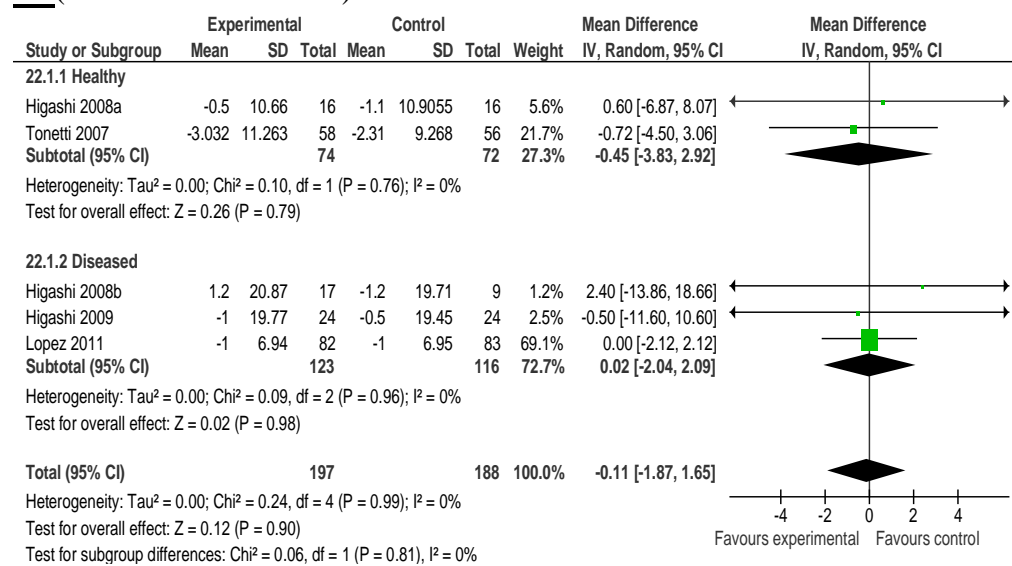 Experimental Control Mean Difference Mean Difference
Study or Subgroup Mean SD Total Mean SD Total Weight IV, Random, 95% CI IV, Random, 95% CI
22.1.1 Healthy
Higashi 2008a -0.5 10.66 16 -1.1 10.9055 16 5.6% 0.60 [-6.87, 8.07]
Tonetti 2007 -3.032 11.263 58 -2.31 9.268 56 21.7% -0.72 [-4.50, 3.06]
Subtotal (95% CI) 74 72 27.3% -0.45 [-3.83, 2.92]
Heterogeneity: Tau² = 0.00; Chi² = 0.10, df = 1 (P = 0.76); I² = 0%
Test for overall effect: Z = 0.26 (P = 0.79)
22.1.2 Diseased
Higashi 2008b 1.2 20.87 17 -1.2 19.71 9 1.2% 2.40 [-13.86, 18.66]
Higashi 2009 -1 19.77 24 -0.5 19.45 24 2.5% -0.50 [-11.60, 10.60]
Lopez 2011 -1 6.94 82 -1 6.95 83 69.1% 0.00 [-2.12, 2.12]
Subtotal (95% CI) 123 116 72.7% 0.02 [-2.04, 2.09]
Heterogeneity: Tau² = 0.00; Chi² = 0.09, df = 2 (P = 0.96); I² = 0%
Test for overall effect: Z = 0.02 (P = 0.98)
Total (95% CI) 197 188 100.0% -0.11 [-1.87, 1.65]
Heterogeneity: Tau² = 0.00; Chi² = 0.24, df = 4 (P = 0.99); I² = 0%
Test for overall effect: Z = 0.12 (P = 0.90)
Test for subgroup differences: Chi² = 0.06, df = 1 (P = 0.81), I² = 0%
-4 -2 0 2 4
Favours experimental Favours control